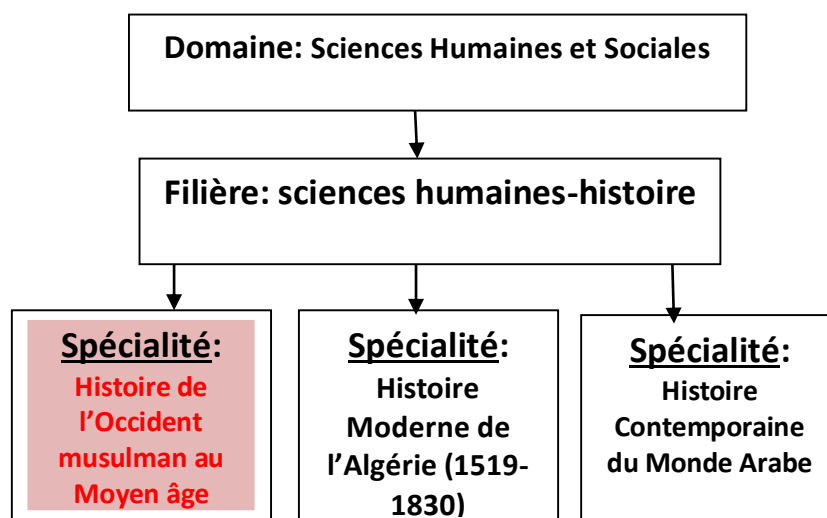 Domaine: Sciences Humaines et Sociales
Filière: sciences humaines-histoire
Spécialité:
Histoire de
l’Occident
musulman au
Moyen âge
Spécialité:
Histoire
Moderne de
l’Algérie (1519-
1830)
Spécialité:
Histoire
Contemporaine
du Monde Arabe